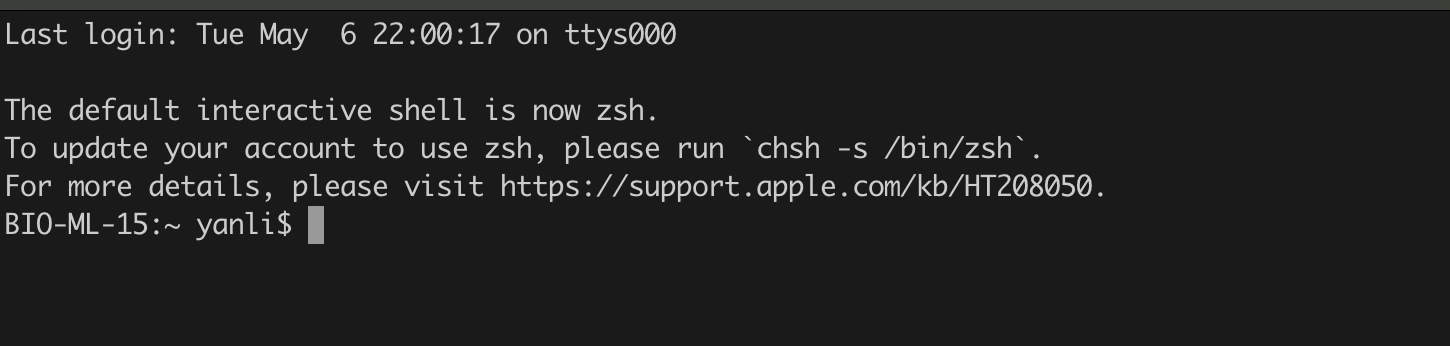 Last login: Tue May  6 22:00:17 on ttys000
The default interactive shell is now zsh.
To update your account to use zsh, please run `chsh -s /bin/zsh`.
For more details, please visit https://support.apple.com/kb/HT208050.
BIO-ML-15:~ yanli$